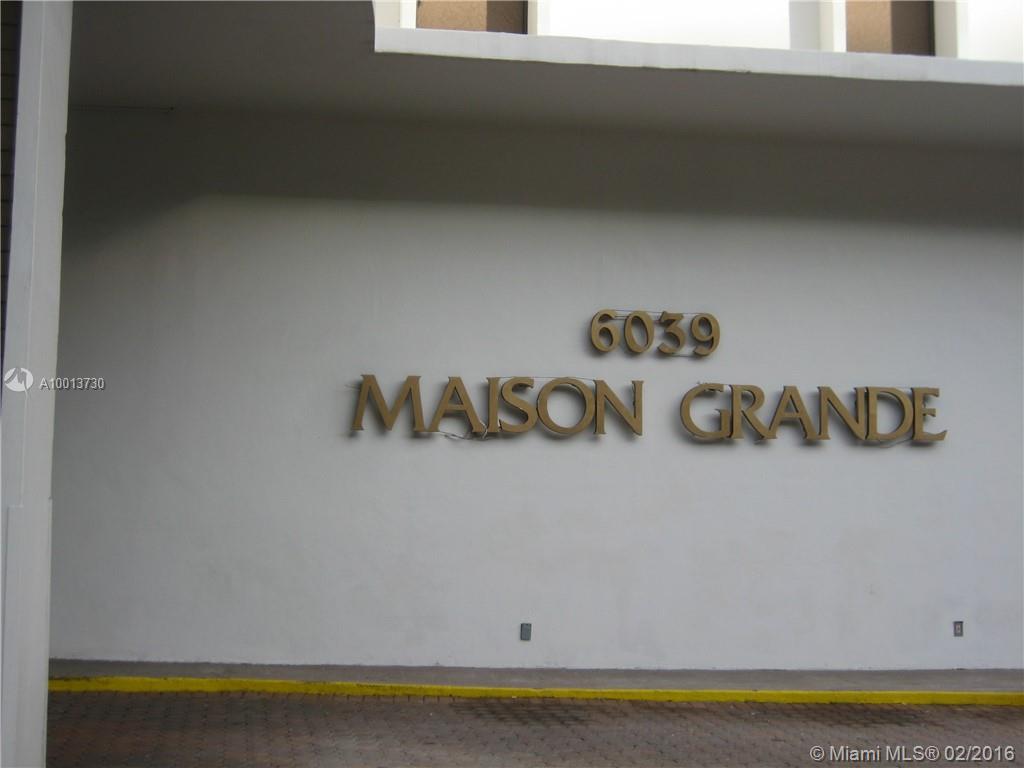 6039
MAISON GRANDE
A10013730
© Miami MLS® 02/2016